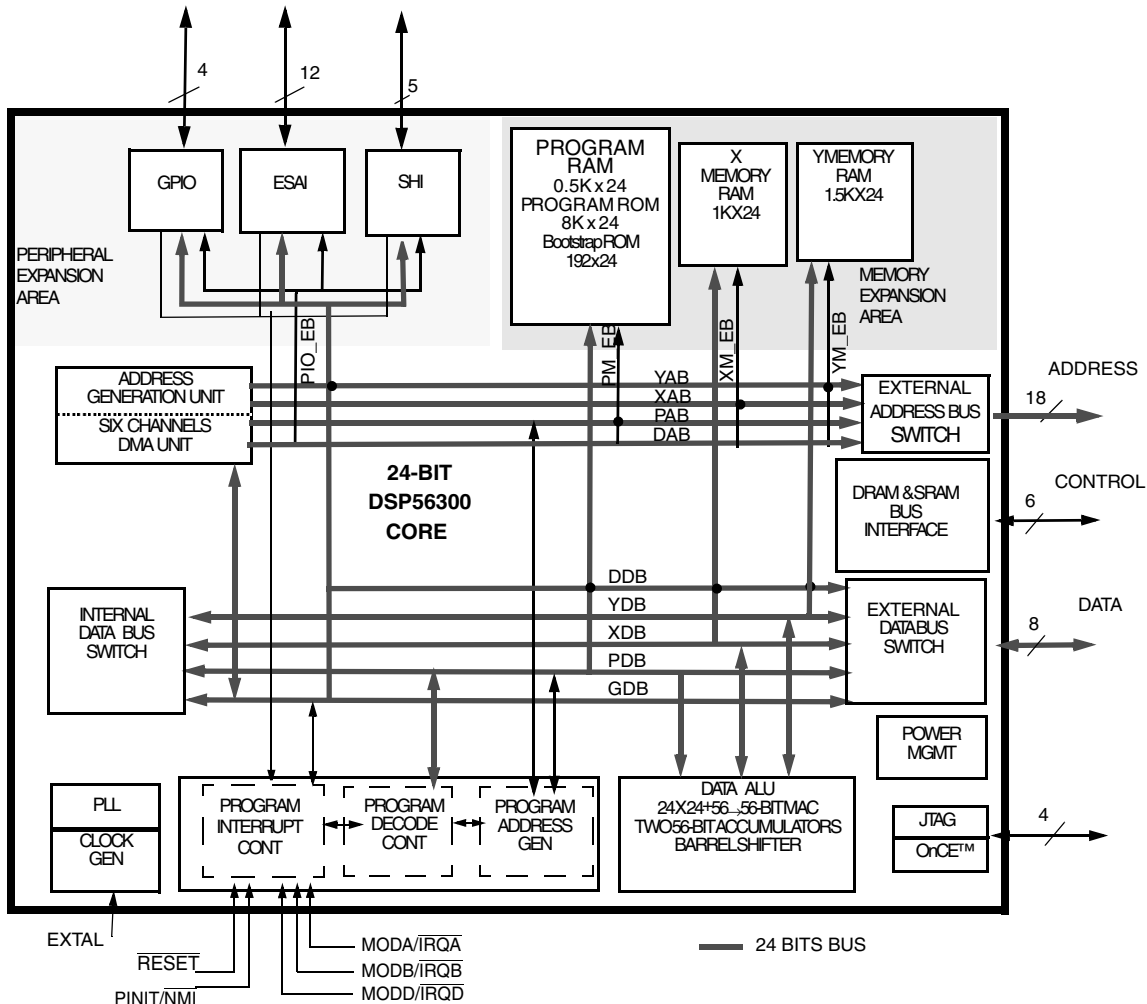 4
12
5
GPIO
ESAI
SHI
PROGRAM
RAM
0.5K x 24
PROGRAM ROM
8K x 24
Bootstrap ROM
192x24
X
MEMORY
RAM
1KX24
YMEMORY
RAM
1.5KX24
PERIPHERAL
EXPANSION
AREA
MEMORY
EXPANSION
AREA
PIO_EB
PM_EB
XM_EB
YM_EB
ADDRESS
GENERATION UNIT
SIX CHANNELS
DMA UNIT
YAB
XAB
PAB
DAB
EXTERNAL
ADDRESS BUS
SWITCH
ADDRESS
18
24-BIT
DSP56300
CORE
DRAM & SRAM
BUS
INTERFACE
CONTROL
6
INTERNAL
DATA BUS
SWITCH
DDB
YDB
XDB
PDB
GDB
EXTERNAL
DATA BUS
SWITCH
DATA
8
POWER
MGMT
PLL
CLOCK
GEN
PROGRAM
INTERRUPT
CONT
PROGRAM
DECODE
CONT
PROGRAM
ADDRESS
GEN
DATA ALU
24X24+56→56-BIT MAC
TWO 56-BIT ACCUMULATORS
BARREL SHIFTER
JTAG
OnCE™
4
EXTAL
RESET
PINIT/NMI
MODA/IRQA
MODB/IRQB
MODD/IRQD
24 BITS BUS